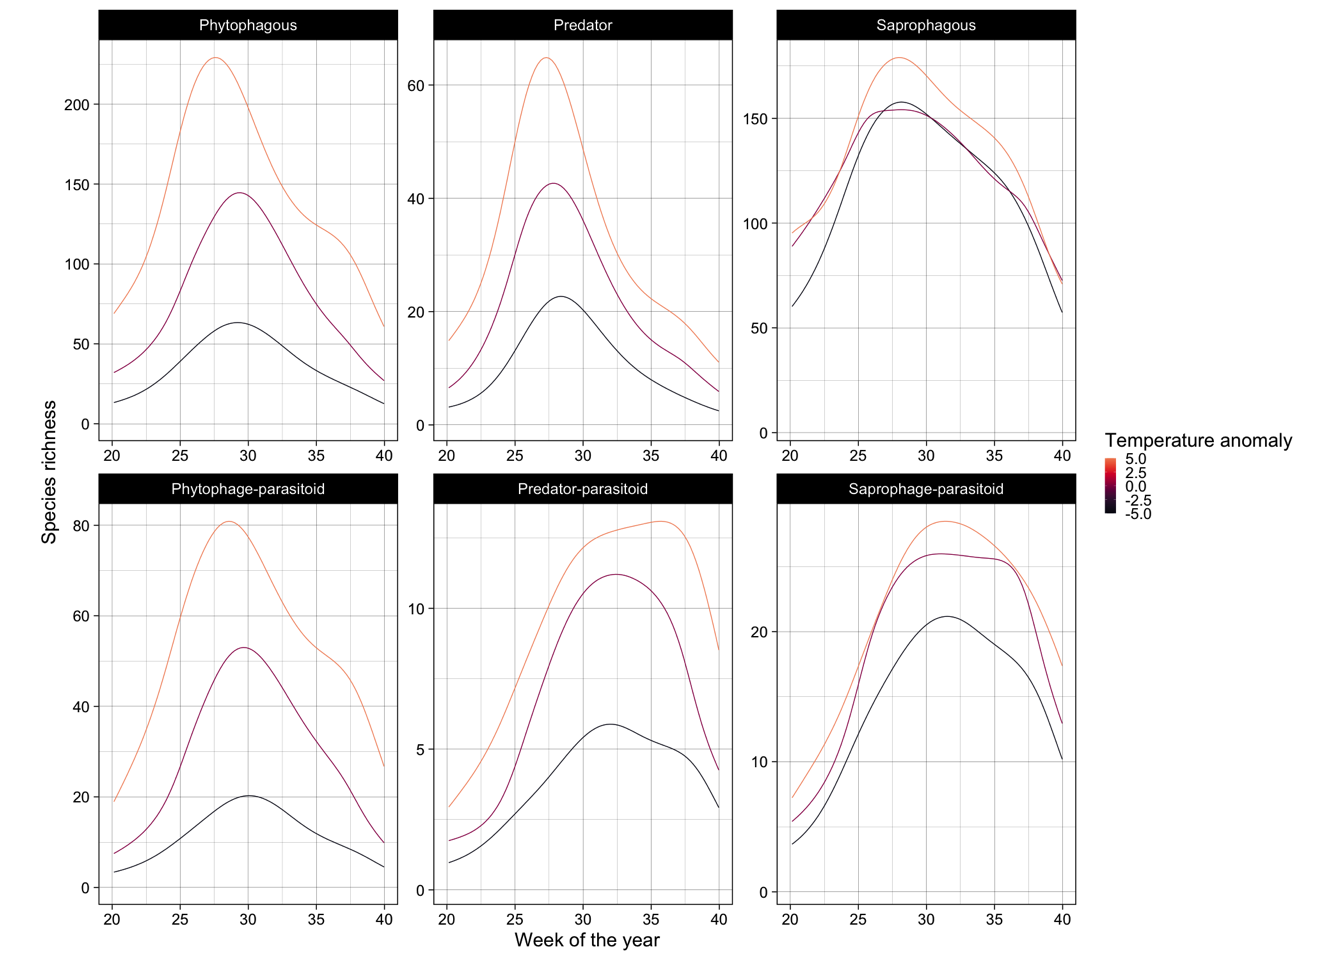 Phytophagous
Predator
Saprophagous
200
150
100
50
0
20 25 30 35 40
60
40
20
0
20 25 30 35 40
150
100
50
0
20 25 30 35 40
Species richness
Phytophage-parasitoid
Predator-parasitoid
Saprophage-parasitoid
80
60
40
20
0
20 25 30 35 40
10
5
0
20 25 30 35 40
20
10
0
20 25 30 35 40
Week of the year
Temperature anomaly
5.0
2.5
0.0
-2.5
-5.0